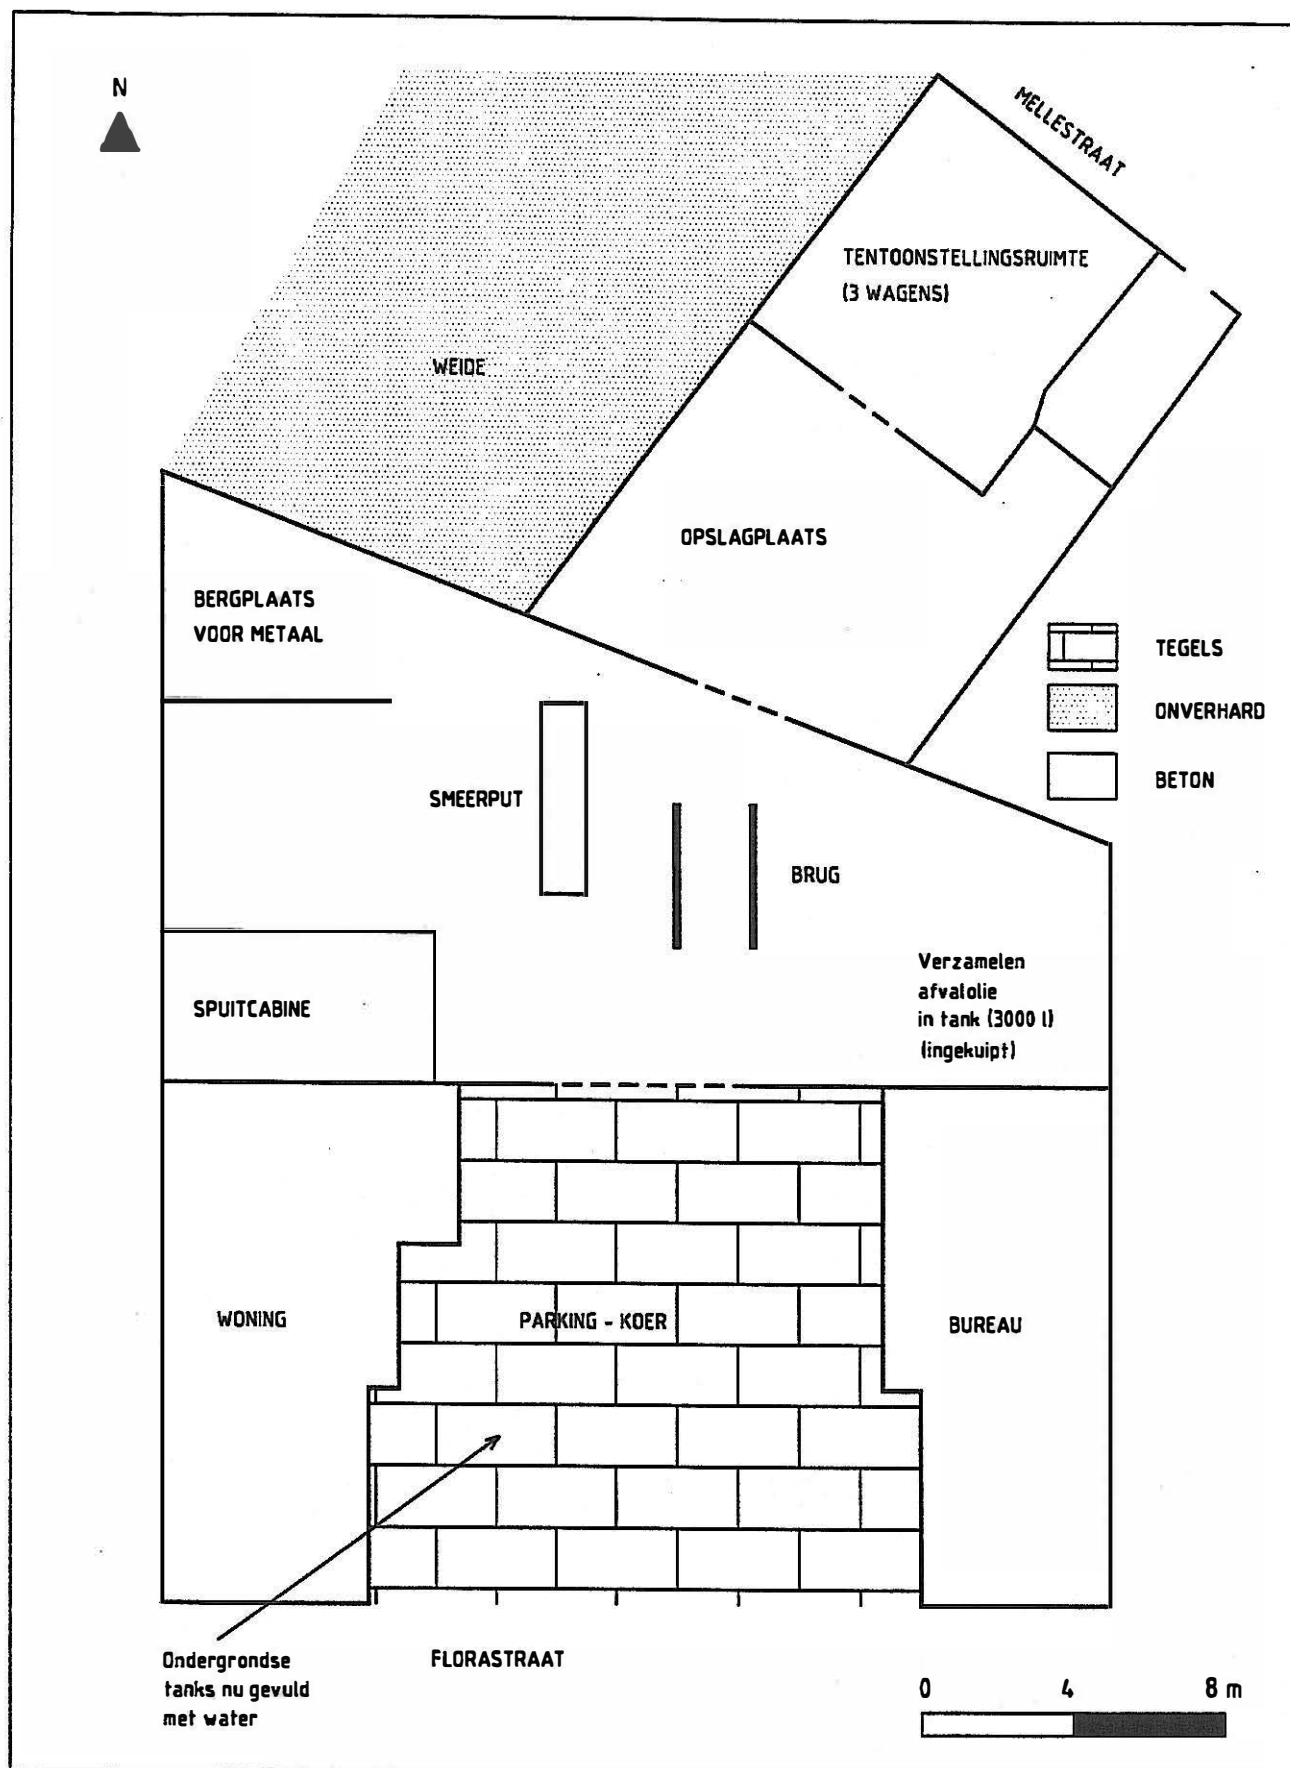 N
MELLESTRAAT
TENTOONSTELLINGSRUIMTE
(3 WAGENS)
WEIDE
OPSLAGPLAATS
BERGPLAATS
VOOR METAAL
TEGELS
ONVERHARD
BETON
SMEERPUT
BRUG
Verzamelen
afvalolie
in tank (3000 l)
(ingekuipt)
SPUITCABINE
WONING
PARKING - KOER
BUREAU
Ondergrondse
tanks nu gevuld
met water
FLORASTRAAT
0 4 8 m